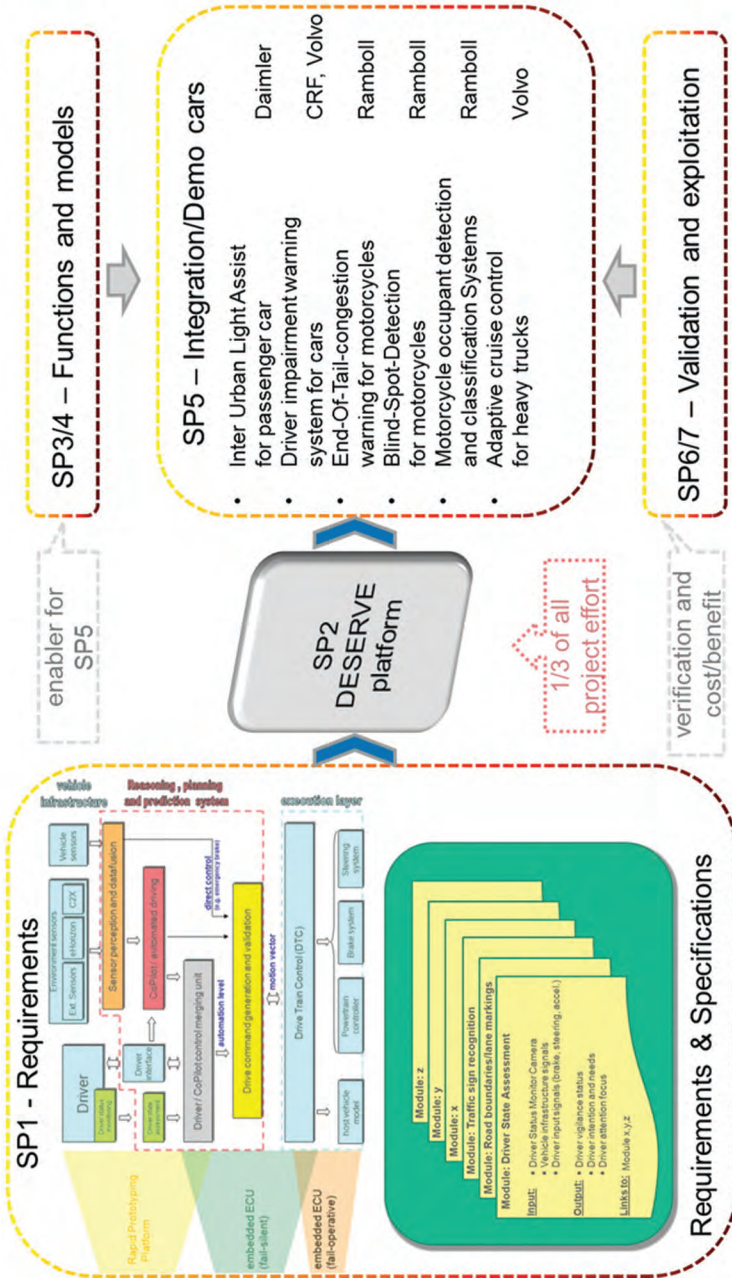 SP1 - Requirements
Driver
Driver status
monitoring
Environment sensors
Ext. Sensors
eHorizon
C2X
Vehicle
sensors
vehicle
infrastructure
Driver state
assessment
Driver
interface
Sensor perception and datafusion
CoPilot / automated driving
Reasoning , planning
and prediction system
Driver / CoPilot control merging unit
direct control
(e.g. emergency brake)
automation level
Drive command generation and validation
motion vector
execution layer
Drive Train Control (DTC)
host vehicle model
Powertrain
controller
Brake system
Steering
system
Rapid Prototyping
Platform
embedded ECU
(fail-silent)
embedded ECU
(fail-operative)
Module: z
Module: y
Module: x
Module: Traffic sign recognition
Module: Road boundaries/lane markings
Module: Driver State Assessment
Input:
• Driver Status Monitor Camera
• Vehicle infrastructure signals
• Driver input signals (brake, steering, accel.)
Output:
• Driver vigilance status
• Driver intention and needs
• Driver attention focus
Links to: Module x,y,z
Requirements & Specifications
enabler for
SP5
SP2
DESERVE
platform
1/3 of all
project effort
verification and
cost/benefit
SP3/4 – Functions and models
SP5 – Integration/Demo cars
• Inter Urban Light Assist
for passenger car Daimler
• Driver impairment warning
system for cars CRF, Volvo
• End-Of-Tail-congestion
warning for motorcycles Ramboll
• Blind-Spot-Detection
for motorcycles Ramboll
• Motorcycle occupant detection
and classification Systems Ramboll
• Adaptive cruise control
for heavy trucks Volvo
SP6/7 – Validation and exploitation